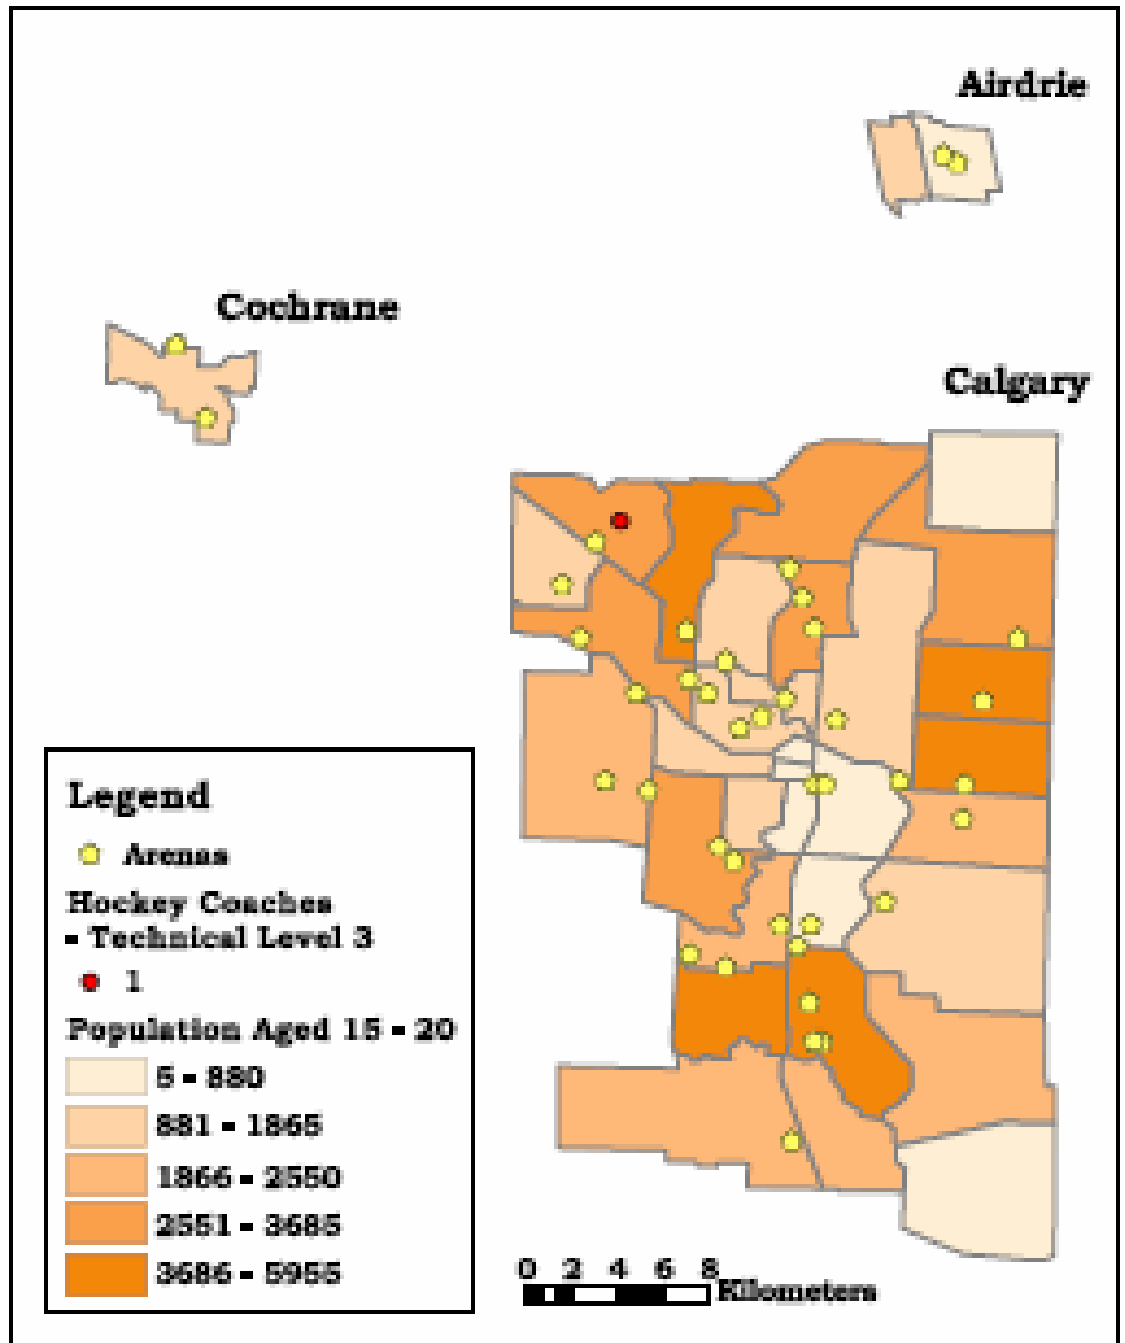 Airdrie
Cochrane
Calgary
Legend
Arenas
Hockey Coaches
- Technical Level 3
1
Population Aged 15 - 20
5 - 880
881 - 1865
1866 - 2550
2551 - 3685
3686 - 5955
0 2 4 6 8
Kilometers